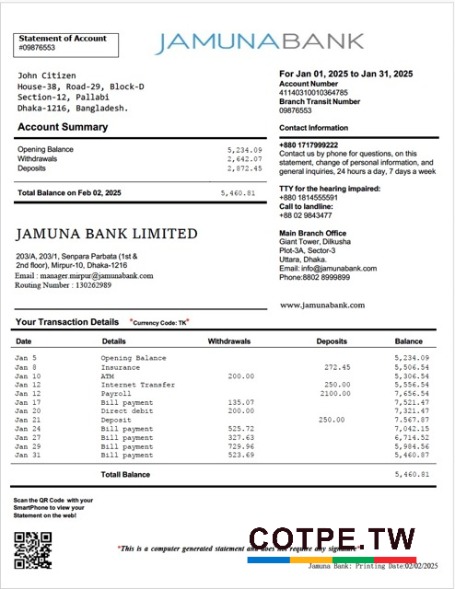 Statement of Account
#09876553
JAMUNABANK
John Citizen
House-38, Road-29, Block-D
Section-12, Pallabi
Dhaka-1216, Bangladesh.
Account Summary
Opening Balance 5,234.09
Withdrawals 2,642.07
Deposits 2,872.45
Total Balance on Feb 02, 2025 5,460.81
JAMUNA BANK LIMITED
203/A, 203/1, Senpara Parbata (1st &
2nd floor), Mirpur-10, Dhaka-1216
Email : manager.mirpur@jamunabank.com
Routing Number : 130262989
For Jan 01, 2025 to Jan 31, 2025
Account Number
41140310010364785
Branch Transit Number
09876553
Contact Information
+880 1717999222
Contact us by phone for questions, on this
statement, change of personal information, and
general inquiries, 24 hours a day, 7 days a week
TTY for the hearing impaired:
+880 1814555591
Call to landline:
+88 02 9843477
Main Branch Office
Giant Tower, Dilkusha
Plot-3A, Sector-3
Uttara, Dhaka.
Email: info@jamunabank.com
Phone:8802 8999899
www.jamunabank.com
Your Transaction Details *Currency Code: TK*
Date Details Withdrawals Deposits Balance
Jan 5 Opening Balance 5,234.09
Jan 8 Insurance 272.45 5,506.54
Jan 10 ATM 200.00 5,306.54
Jan 12 Internet Transfer 250.00 5,556.54
Jan 12 Payroll 2100.00 7,656.54
Jan 17 Bill payment 135.07 7,521.47
Jan 20 Direct debit 200.00 7,321.47
Jan 21 Deposit 250.00 7,567.87
Jan 24 Bill payment 525.72 7,042.15
Jan 27 Bill payment 327.63 6,714.52
Jan 29 Bill payment 729.96 5,984.56
Jan 31 Bill payment 523.69 5,460.87
Totall Balance 5,460.81
Scan the QR Code with your
SmartPhone to view your
Statement on the web!
COTPE.TW
*This is a computer generated statement and does not require any signature*
Jamuna Bank: Printing Date:02/02/2025